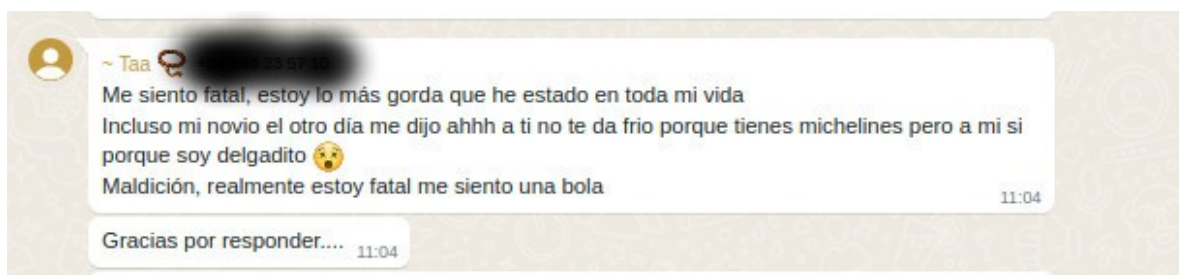 ~ Taa
Me siento fatal, estoy lo más gorda que he estado en toda mi vida
Incluso mi novio el otro día me dijo ahhh a ti no te da frio porque tienes michelines pero a mi si
porque soy delgadito 😧
Maldición, realmente estoy fatal me siento una bola
11:04
Gracias por responder.... 11:04